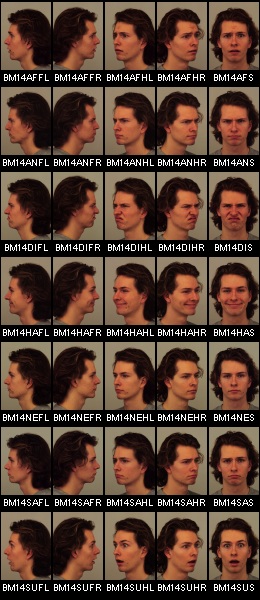 BM14AFFL BM14AFFR BM14AFHL BM14AFHR BM14AFS
BM14ANFL BM14ANFR BM14ANHL BM14ANHR BM14ANS
BM14DIFL BM14DIFR BM14DIHL BM14DIHR BM14DIS
BM14HAFL BM14HAFR BM14HAHL BM14HAHR BM14HAS
BM14NEFL BM14NEFR BM14NEHL BM14NEHR BM14NES
BM14SAFL BM14SAFR BM14SAHL BM14SAHR BM14SAS
BM14SUFL BM14SUFR BM14SUHL BM14SUHR BM14SUS